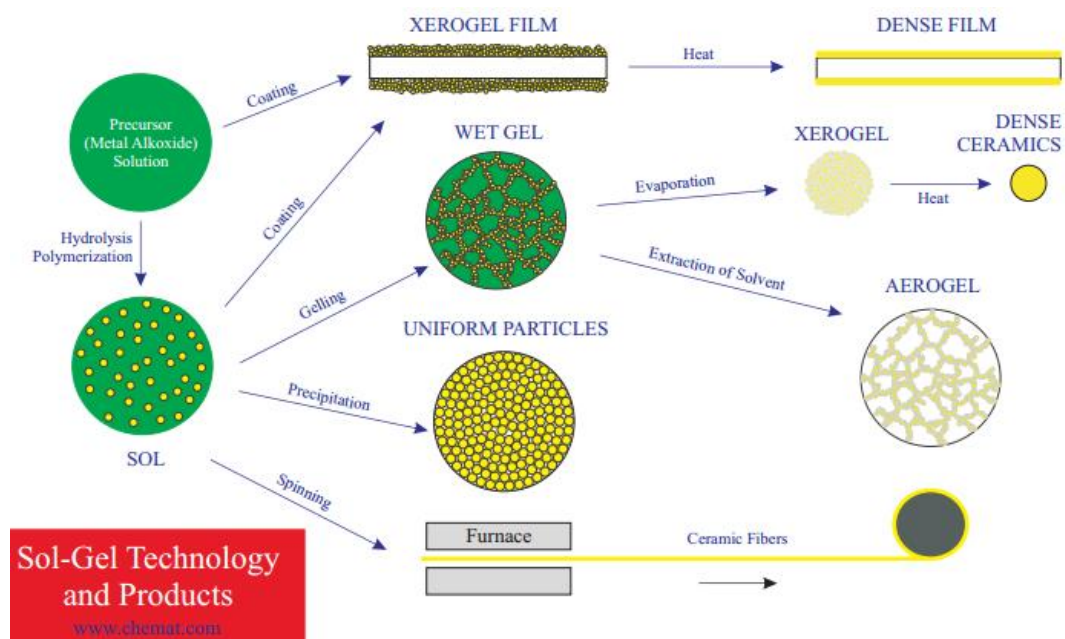 XEROGEL FILM
DENSE FILM
Heat
Coating
Precursor
(Metal Alkoxide)
Solution
WET GEL
XEROGEL
DENSE
CERAMICS
Evaporation
Heat
Coating
Hydrolysis
Polymerization
Extraction of Solvent
AEROGEL
Gelling
UNIFORM PARTICLES
Precipitation
SOL
Spinning
Furnace
Ceramic Fibers
Sol-Gel Technology
and Products
www.chemat.com